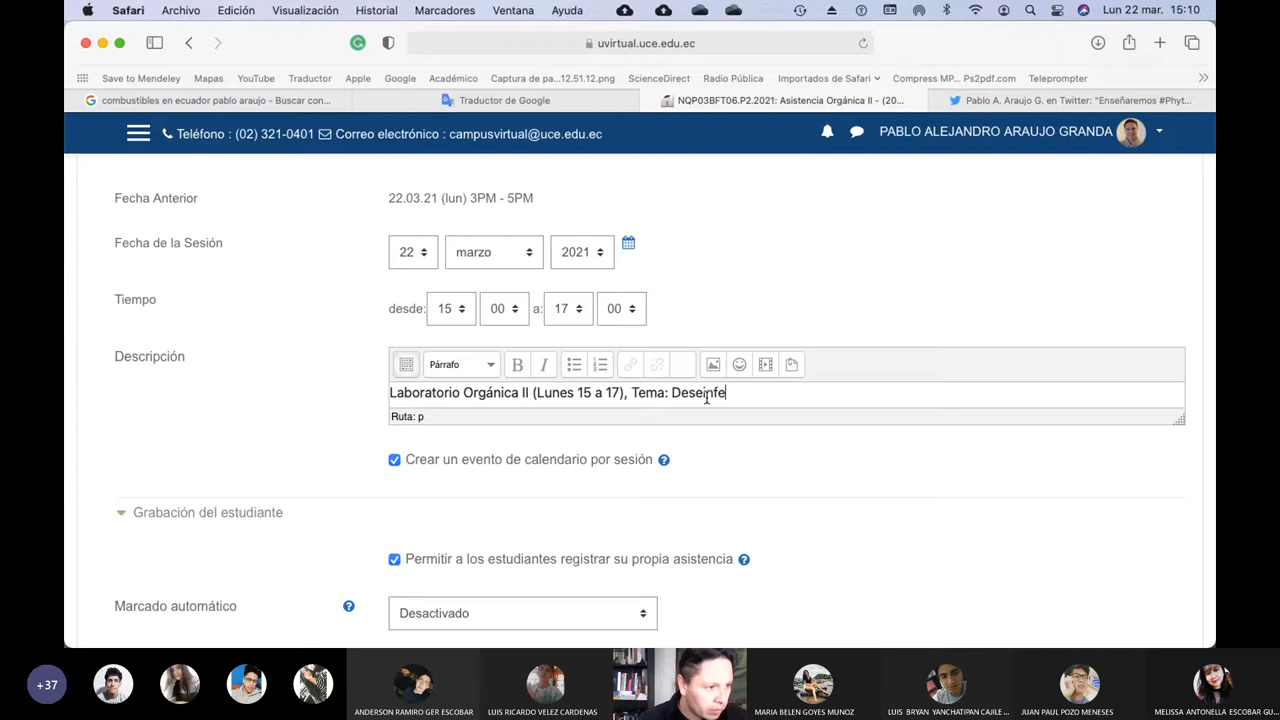 Safari Archivo Edición Visualización Historial Marcadores Ventana Ayuda Lun 22 mar. 15:10
uvirtual.uce.edu.ec
Save to Mendeley Mapas YouTube Traductor Apple Google Académico Captura de pa...12.51.12.png ScienceDirect Radio Pública Importados de Safari Compress MP... Ps2pdf.com Teleprompter
combustibles en ecuador pablo araujo - Buscar con... Traductor de Google NQP03BFT06.P2.2021: Asistencia Orgánica II - (20... Pablo A. Araujo G. en Twitter: "Enseñaremos #Phyt...
Teléfono : (02) 321-0401 Correo electrónico : campusvirtual@uce.edu.ec PABLO ALEJANDRO ARAUJO GRANDA
Fecha Anterior 22.03.21 (lun) 3PM - 5PM
Fecha de la Sesión 22 marzo 2021
Tiempo desde: 15 00 a: 17 00
Descripción Párrafo B I
Laboratorio Orgánica II (Lunes 15 a 17), Tema: Deseinfe
Ruta: p
Crear un evento de calendario por sesión ?
Grabación del estudiante
Permitir a los estudiantes registrar su propia asistencia ?
Marcado automático ? Desactivado
+37 ANDERSON RAMIRO GER ESCOBAR LUIS RICARDO VELEZ CARDENAS MARIA BELEN GOYES MUNOZ LUIS BRYAN YANCHATIPAN CAJILE ... JUAN PAUL POZO MENESES MELISSA ANTONELLA ESCOBAR GU...